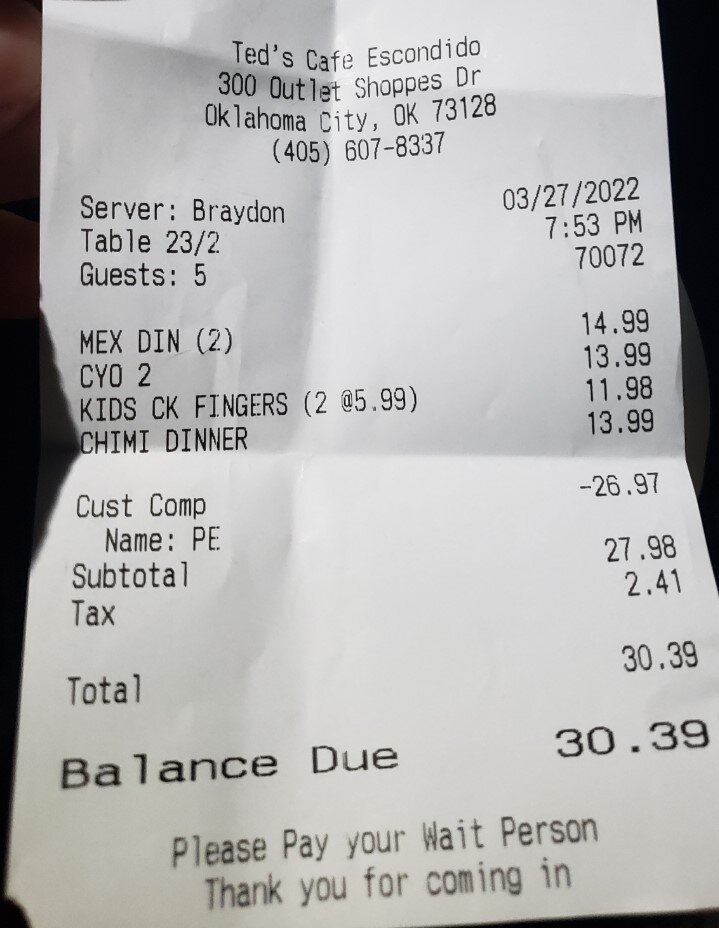 Ted's Cafe Escondido
300 Outlet Shoppes Dr
Oklahoma City, OK 73128
(405) 607-8337
Server: Braydon 03/27/2022
Table 23/2 7:53 PM
Guests: 5 70072
MEX DIN (2) 14.99
CYO 2 13.99
KIDS CK FINGERS (2 @5.99) 11.98
CHIMI DINNER 13.99
Cust Comp -26.97
Name: PE
Subtotal 27.98
Tax 2.41
Total 30.39
Balance Due 30.39
Please Pay your Wait Person
Thank you for coming in